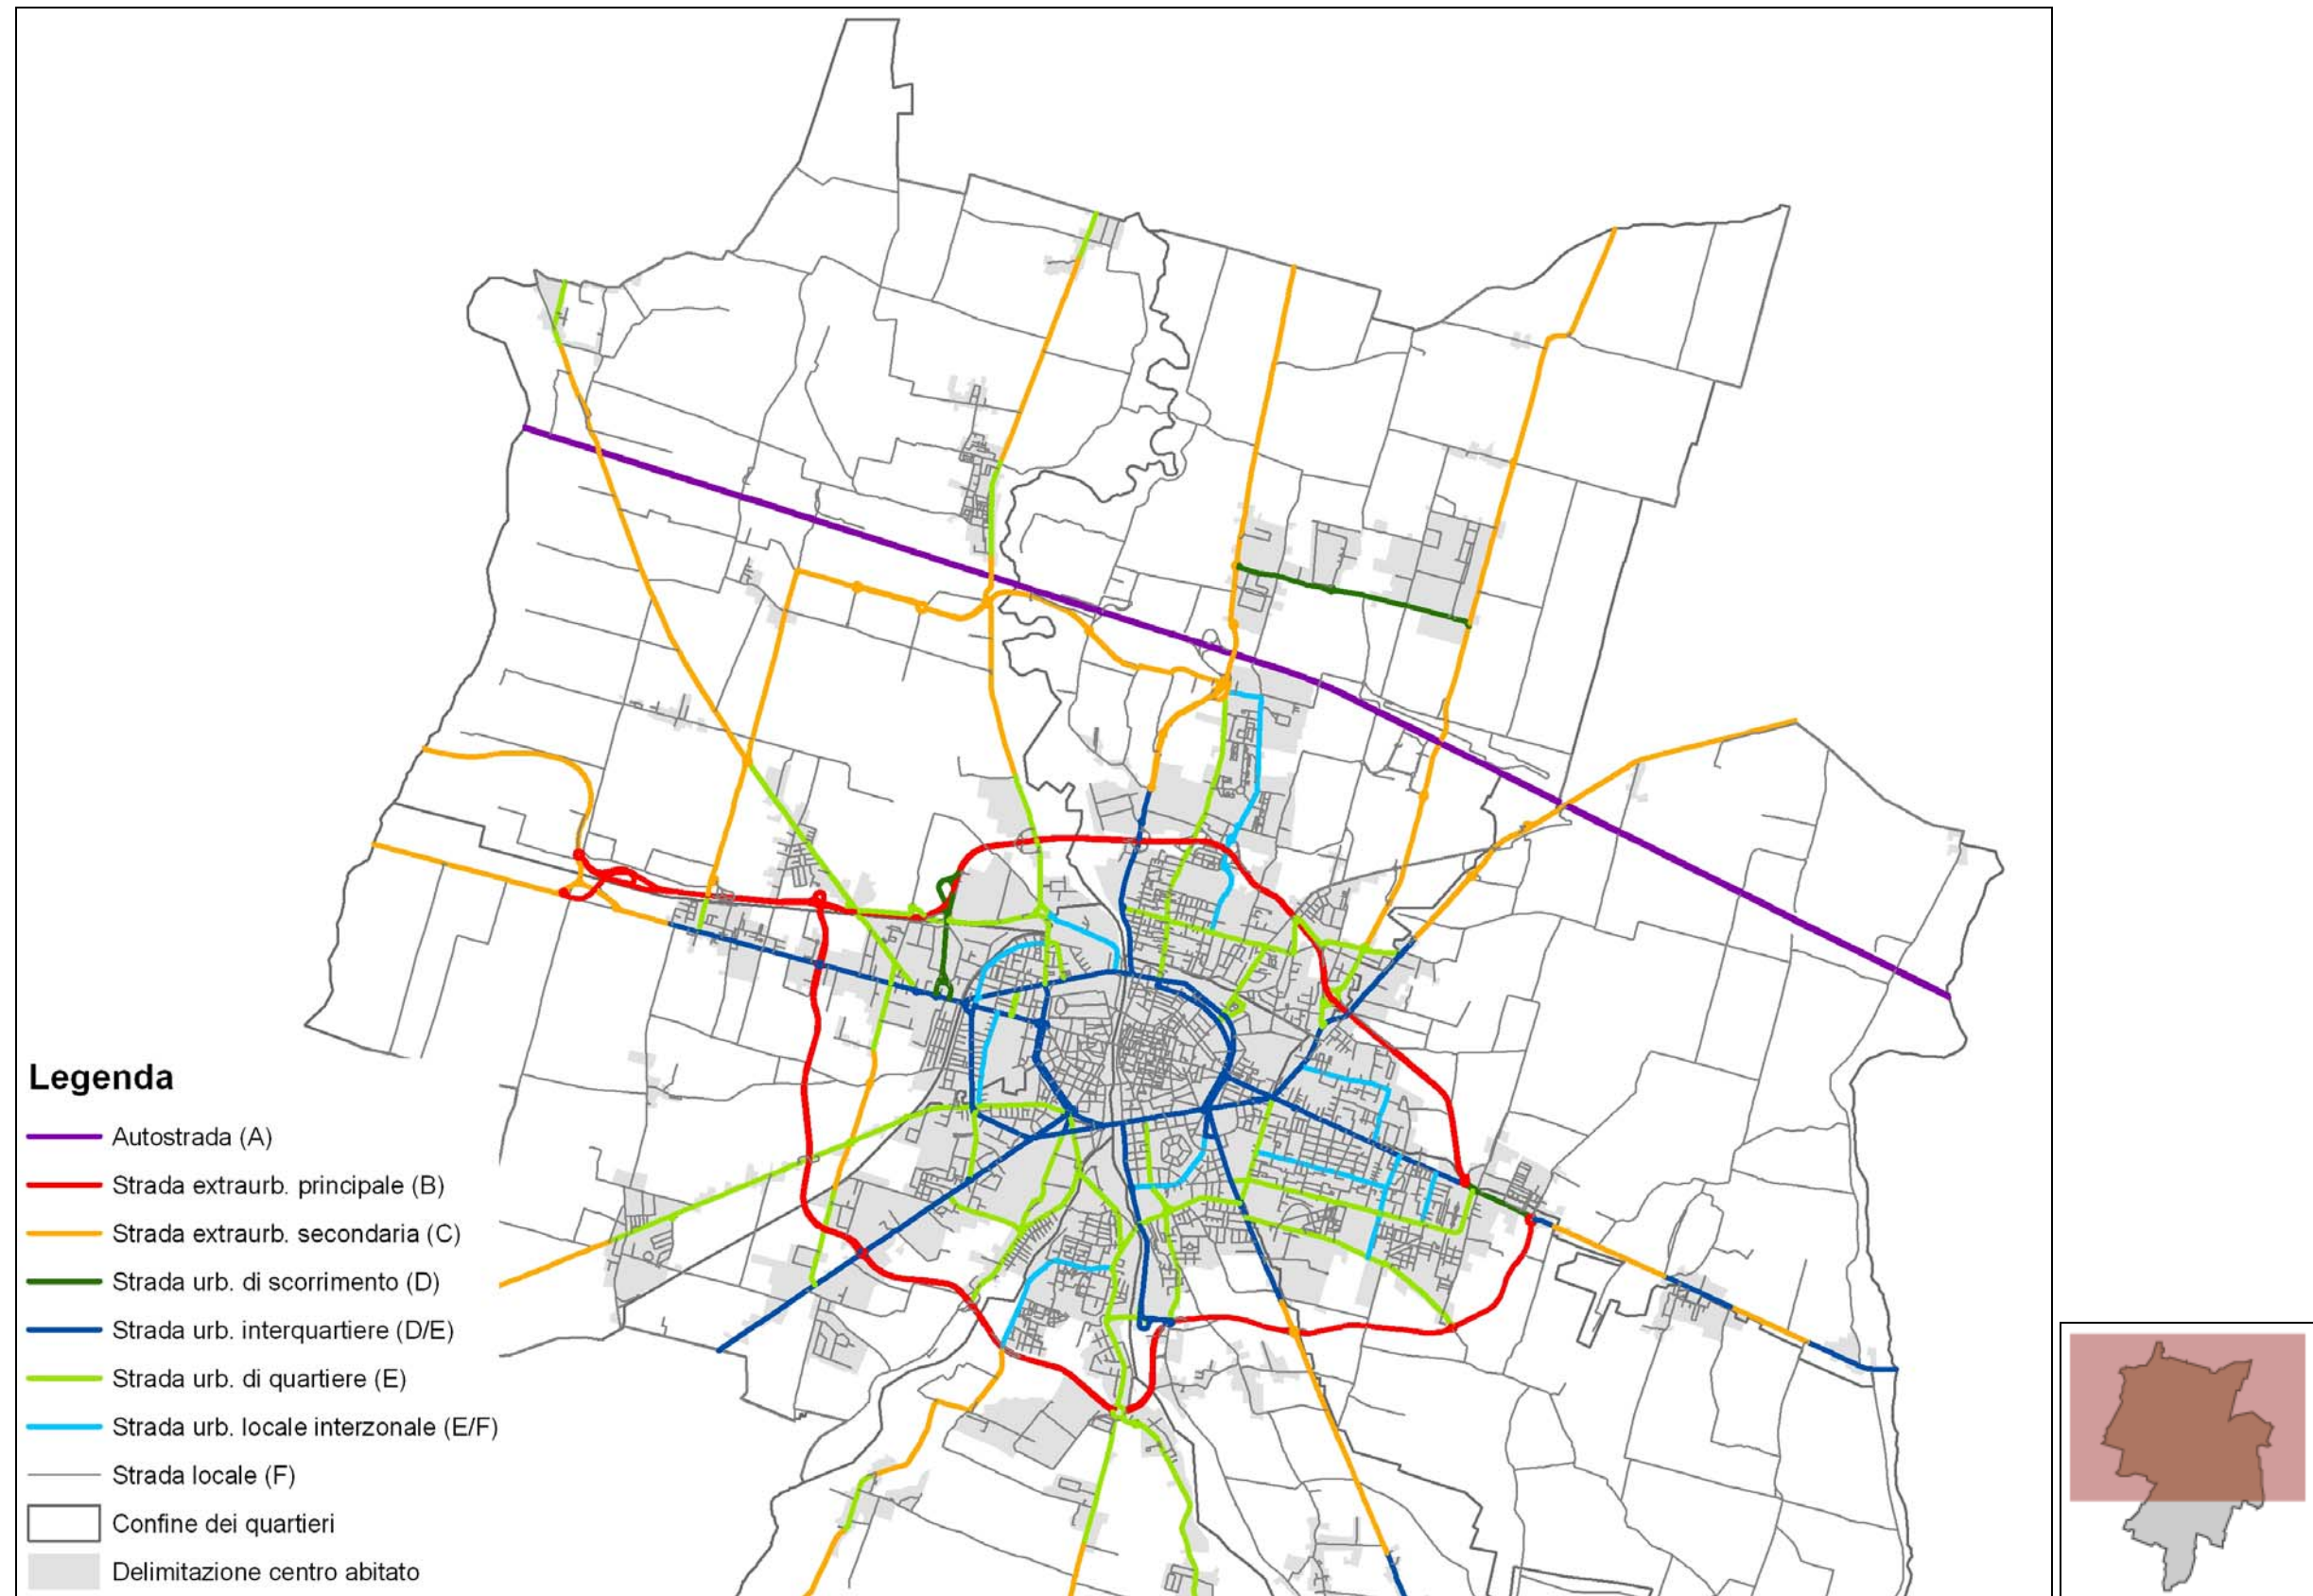 Legenda
Autostrada (A)
Strada extraurb. principale (B)
Strada extraurb. secondaria (C)
Strada urb. di scorrimento (D)
Strada urb. interquartiere (D/E)
Strada urb. di quartiere (E)
Strada urb. locale interzonale (E/F)
Strada locale (F)
Confine dei quartieri
Delimitazione centro abitato